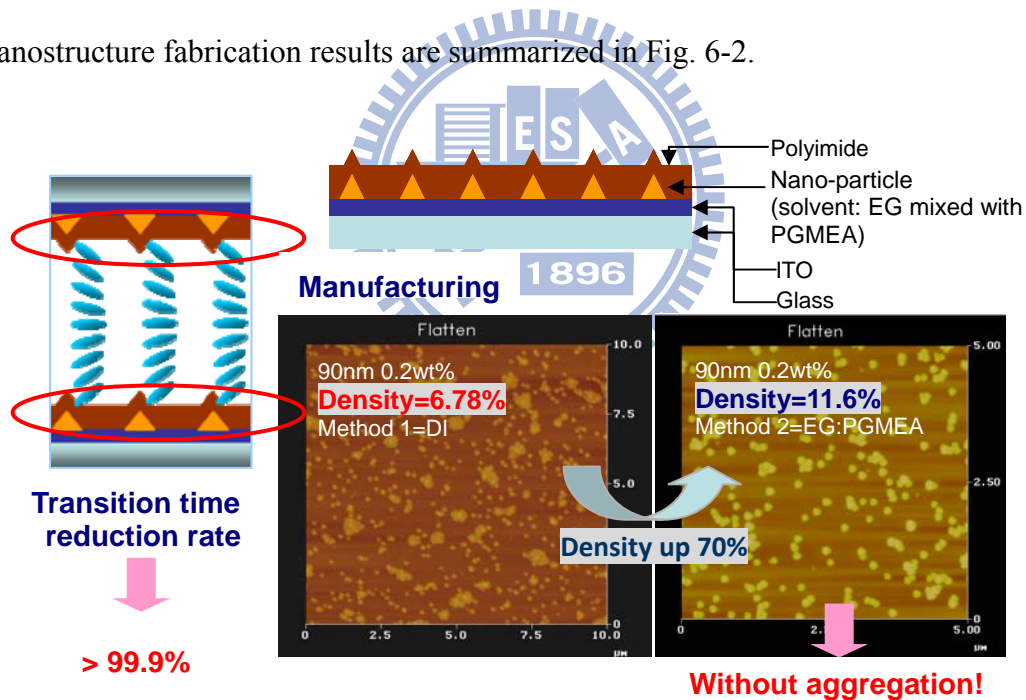 anostructure fabrication results are summarized in Fig. 6-2.
ESA
1896
Polyimide
Nano-particle
(solvent: EG mixed with
PGMEA)
ITO
Glass
Manufacturing
Transition time
reduction rate
> 99.9%
Flatten
90nm 0.2wt%
Density=6.78%
Method 1=DI
10.0
7.5
5.0
2.5
0
0 2.5 5.0 7.5 10.0
μM
Density up 70%
Flatten
90nm 0.2wt%
Density=11.6%
Method 2=EG:PGMEA
5.00
2.50
0
0 2. 5.00
μM
Without aggregation!